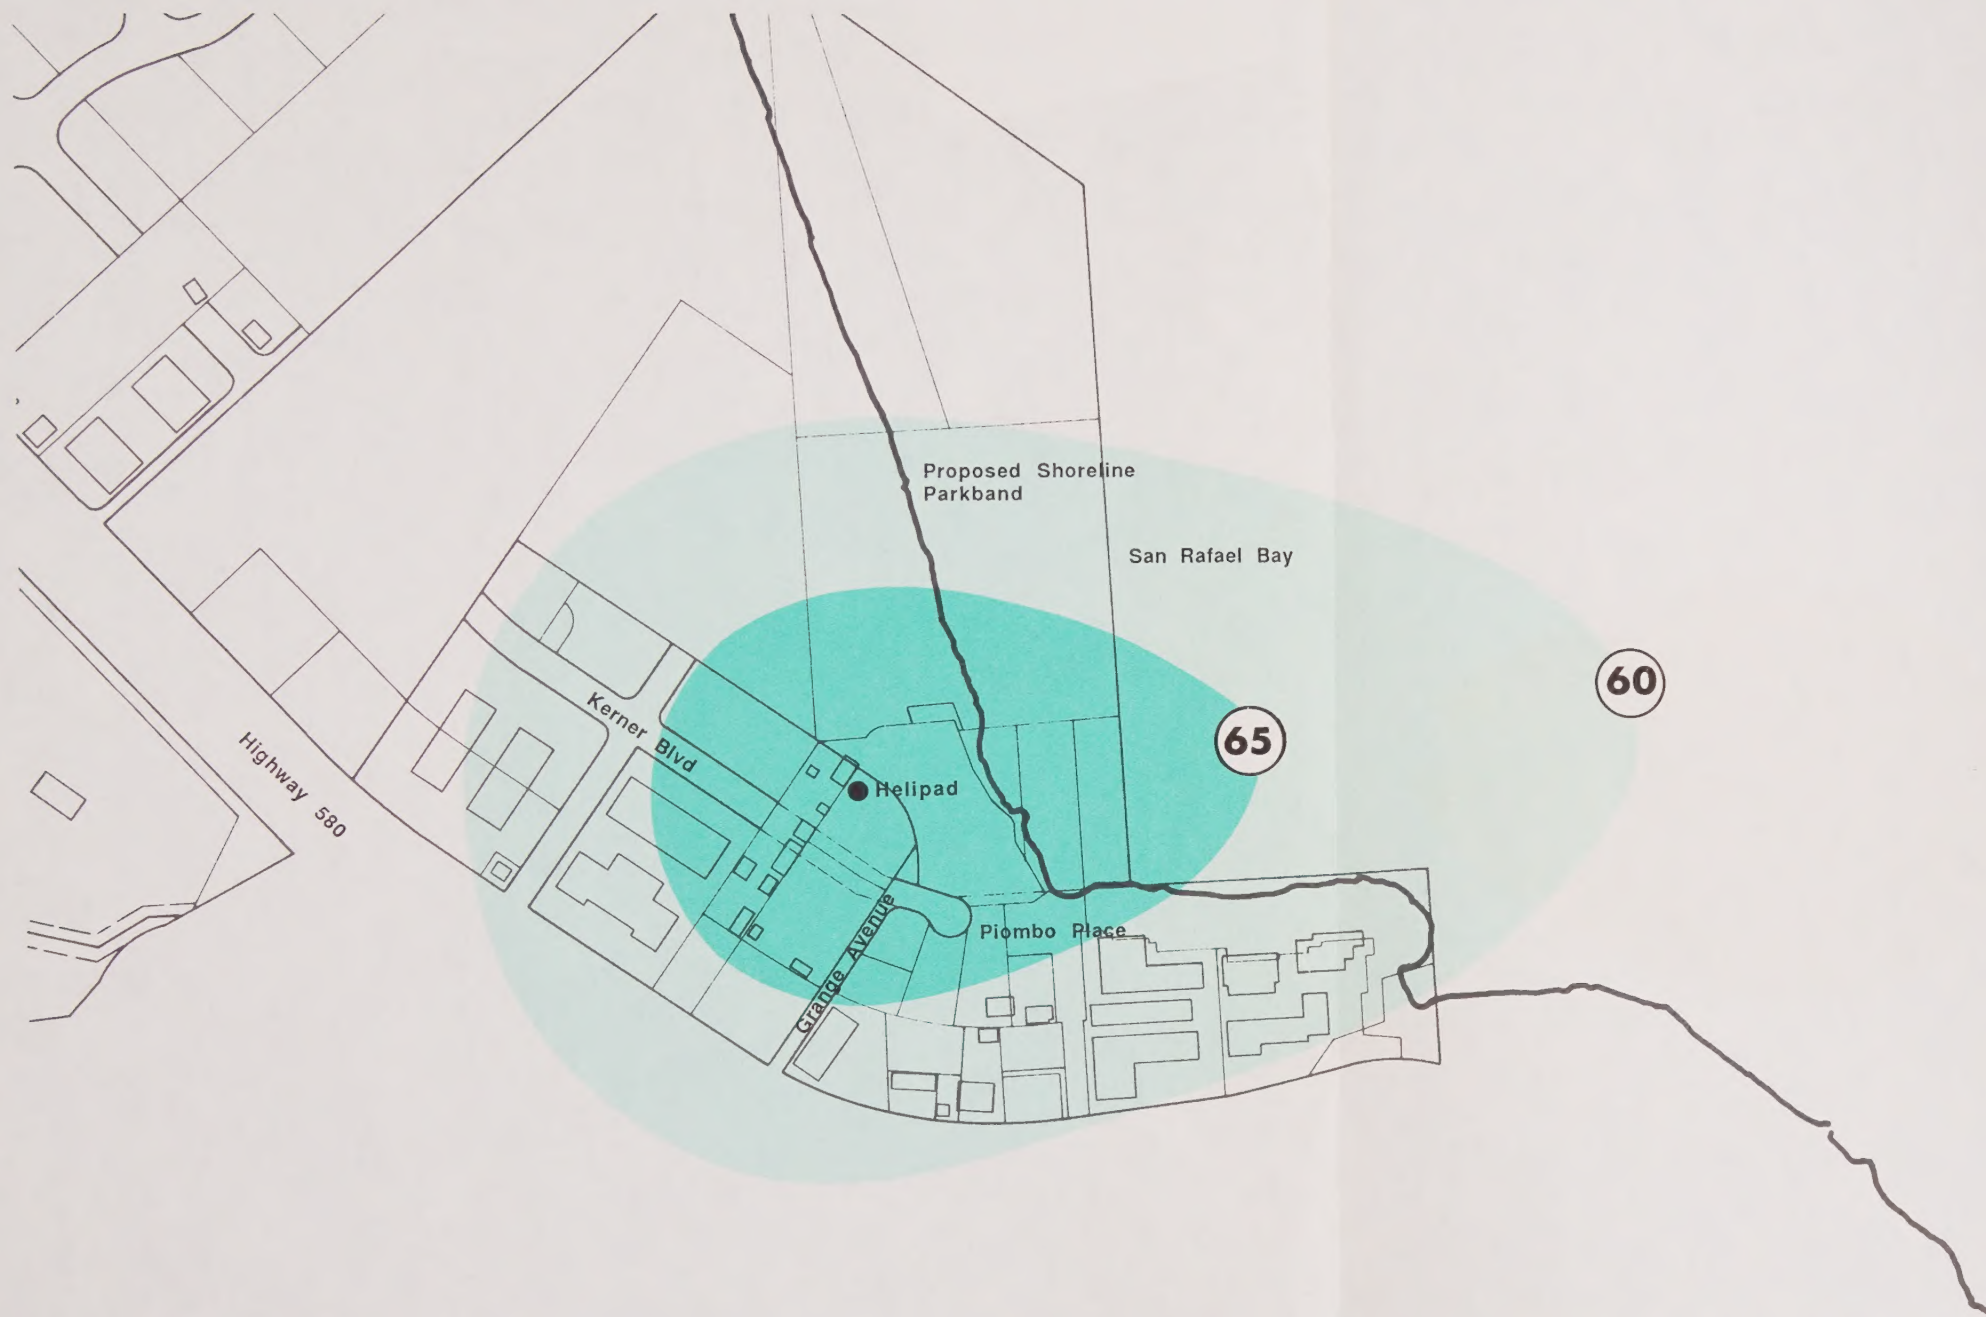 Proposed Shoreline
Parkband
San Rafael Bay
60
65
Kerner Blvd
Highway 580
Helipad
Piombo Place
Grange Avenue